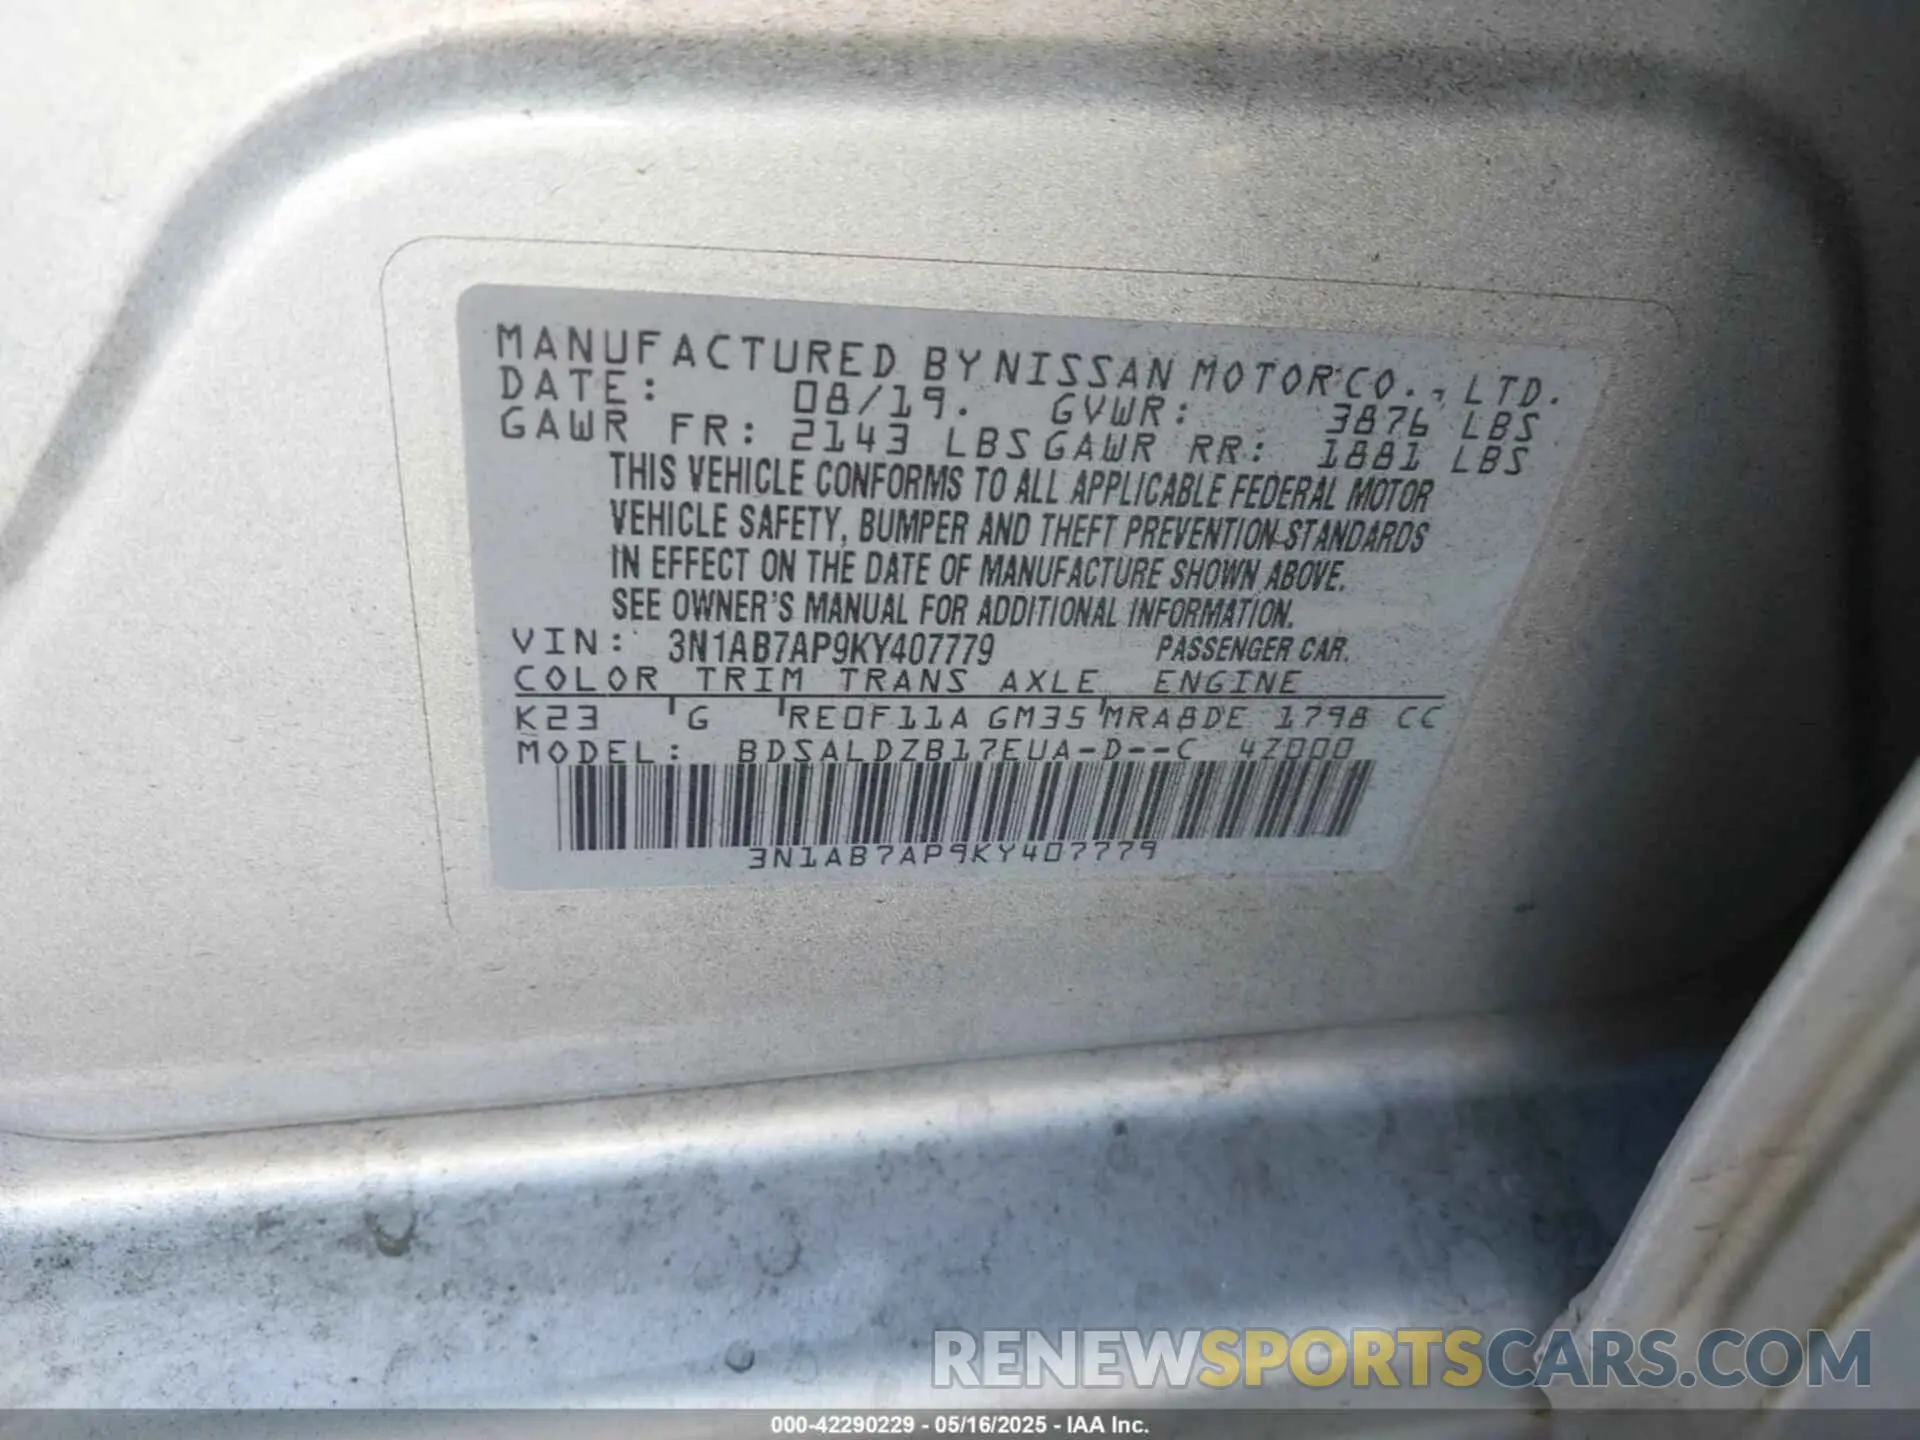 MANUFACTURED BY NISSAN MOTOR CO., LTD.
DATE: 08/19. GVWR: 3876 LBS
GAWR FR: 2143 LBS GAWR RR: 1881 LBS
THIS VEHICLE CONFORMS TO ALL APPLICABLE FEDERAL MOTOR
VEHICLE SAFETY, BUMPER AND THEFT PREVENTION STANDARDS
IN EFFECT ON THE DATE OF MANUFACTURE SHOWN ABOVE.
SEE OWNER'S MANUAL FOR ADDITIONAL INFORMATION.
VIN: 3N1AB7AP9KY407779 PASSENGER CAR.
COLOR TRIM TRANS AXLE ENGINE
K23 G RE0F11A GM35 MRA8DE 1798 CC
MODEL: BDSALDZB17EUA-D--C 4Z000
3N1AB7AP9KY407779
RENEWSPORTSCARS.COM
000-42290229 - 05/16/2025 - IAA Inc.